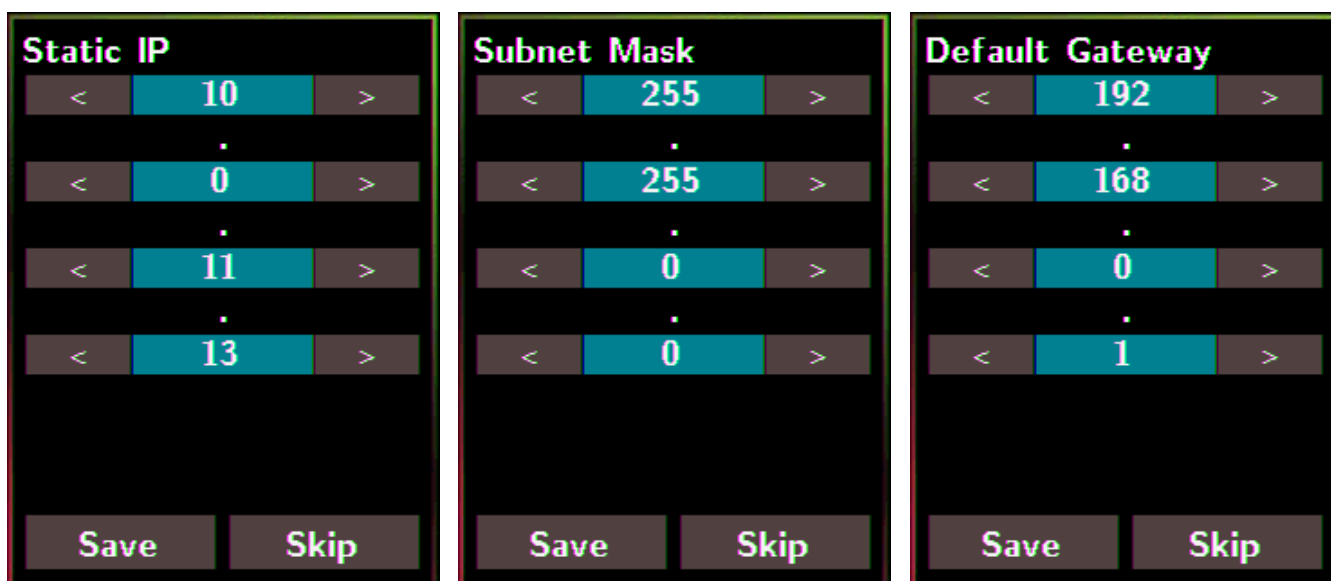 Static IP
< 10 >
.
< 0 >
.
< 11 >
.
< 13 >
Save Skip
Subnet Mask
< 255 >
.
< 255 >
.
< 0 >
.
< 0 >
Save Skip
Default Gateway
< 192 >
.
< 168 >
.
< 0 >
.
< 1 >
Save Skip